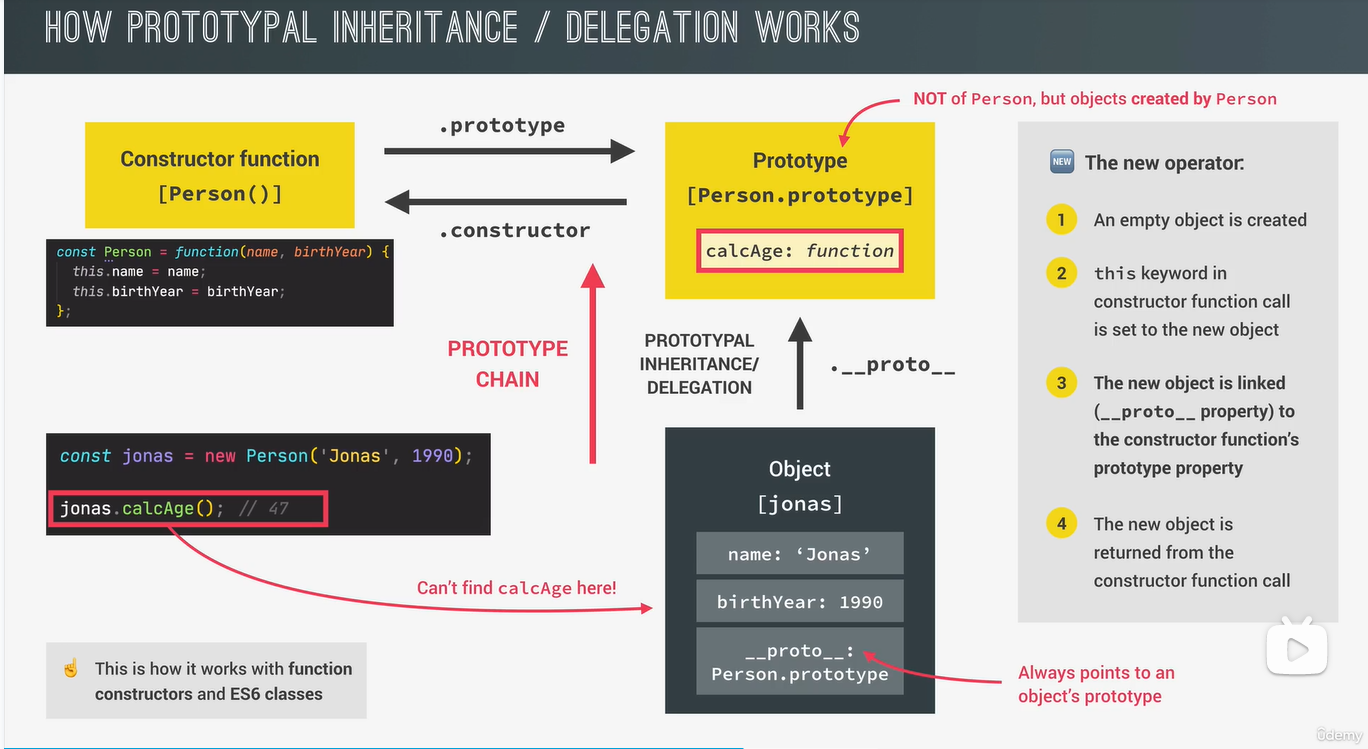 HOW PROTOTYPAL INHERITANCE / DELEGATION WORKS
NOT of Person, but objects created by Person
Constructor function
[Person()]
.prototype
.constructor
Prototype
[Person.prototype]
calcAge: function
const Person = function(name, birthYear) {
this.name = name;
this.birthYear = birthYear;
};
PROTOTYPE
CHAIN
PROTOTYPAL
INHERITANCE/
DELEGATION
.__proto__
const jonas = new Person('Jonas', 1990);
jonas.calcAge(); // 47
Can't find calcAge here!
Object
[jonas]
name: ‘Jonas’
birthYear: 1990
__proto__:
Person.prototype
Always points to an
object's prototype
☝ This is how it works with function
constructors and ES6 classes
NEW The new operator:
1 An empty object is created
2 this keyword in
constructor function call
is set to the new object
3 The new object is linked
(__proto__ property) to
the constructor function's
prototype property
4 The new object is
returned from the
constructor function call
ûdemy